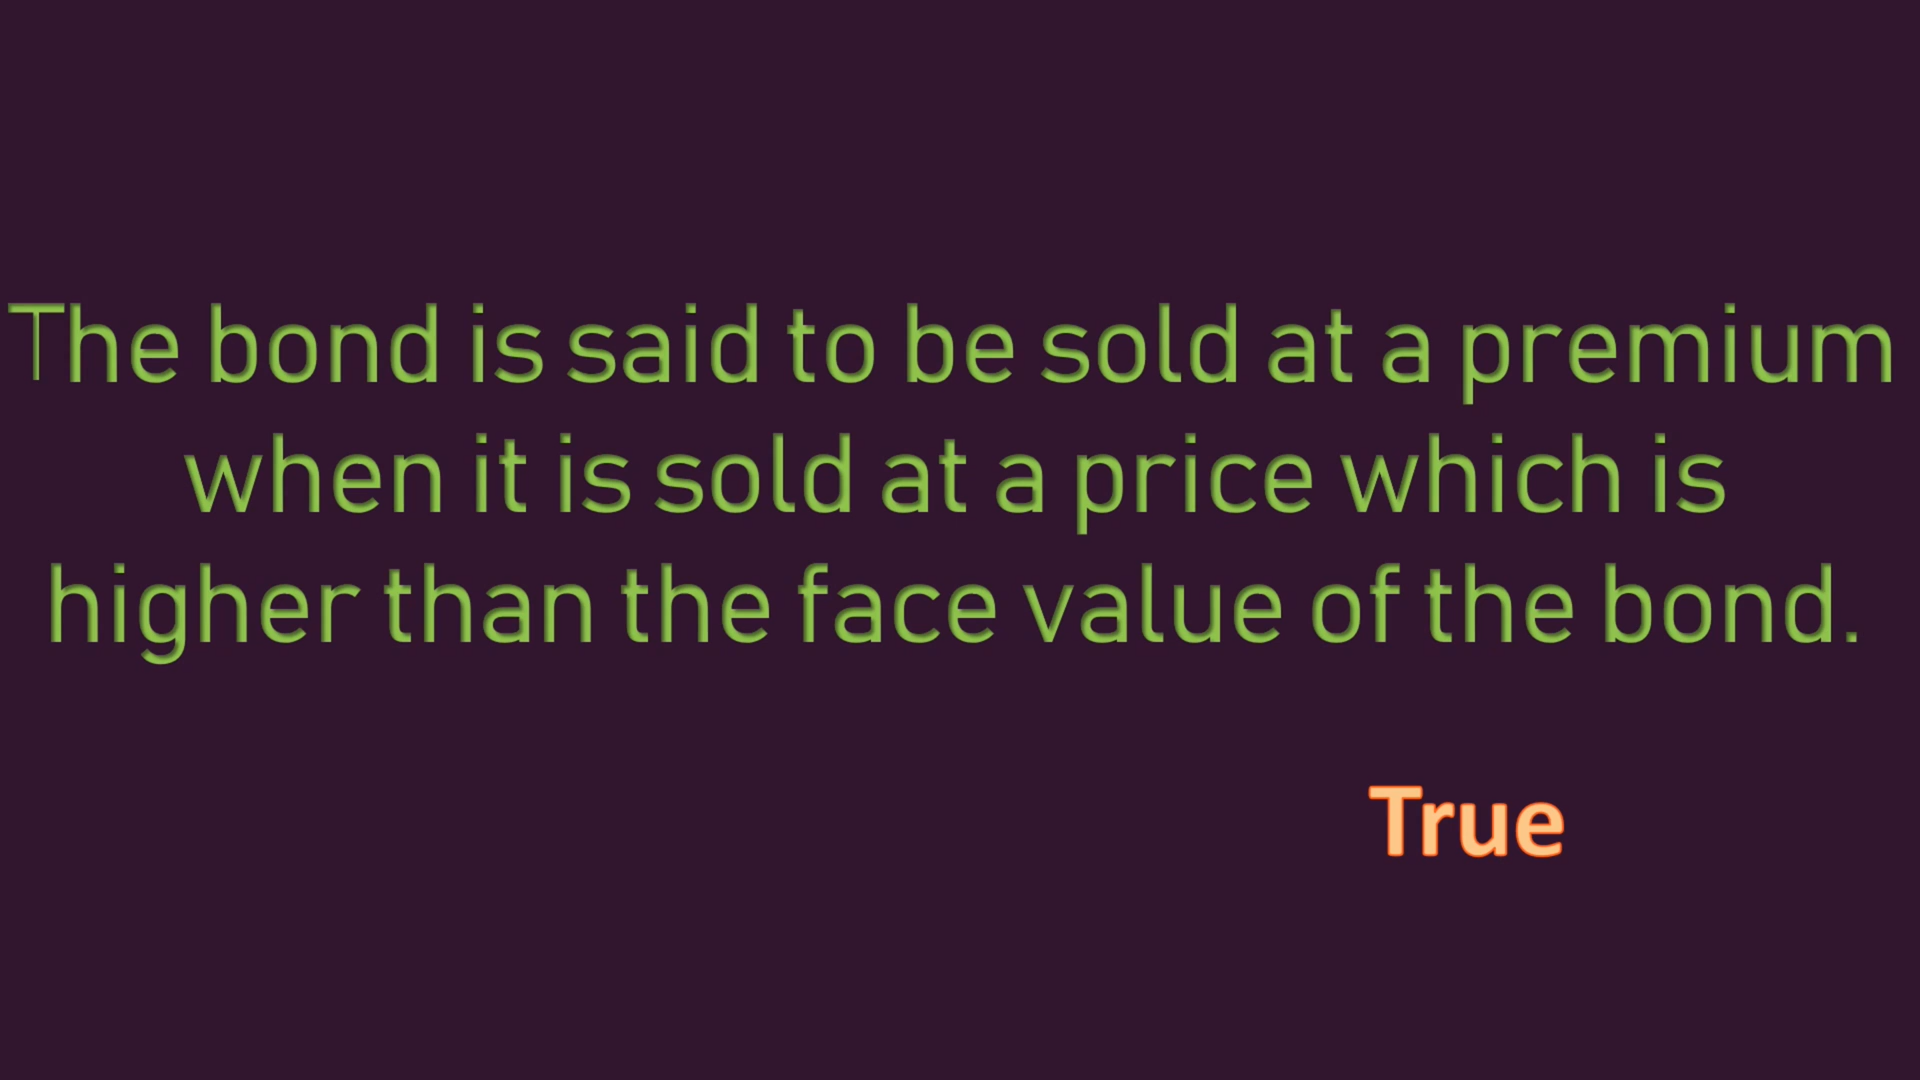 The bond is said to be sold at a premium
when it is sold at a price which is
higher than the face value of the bond.
True